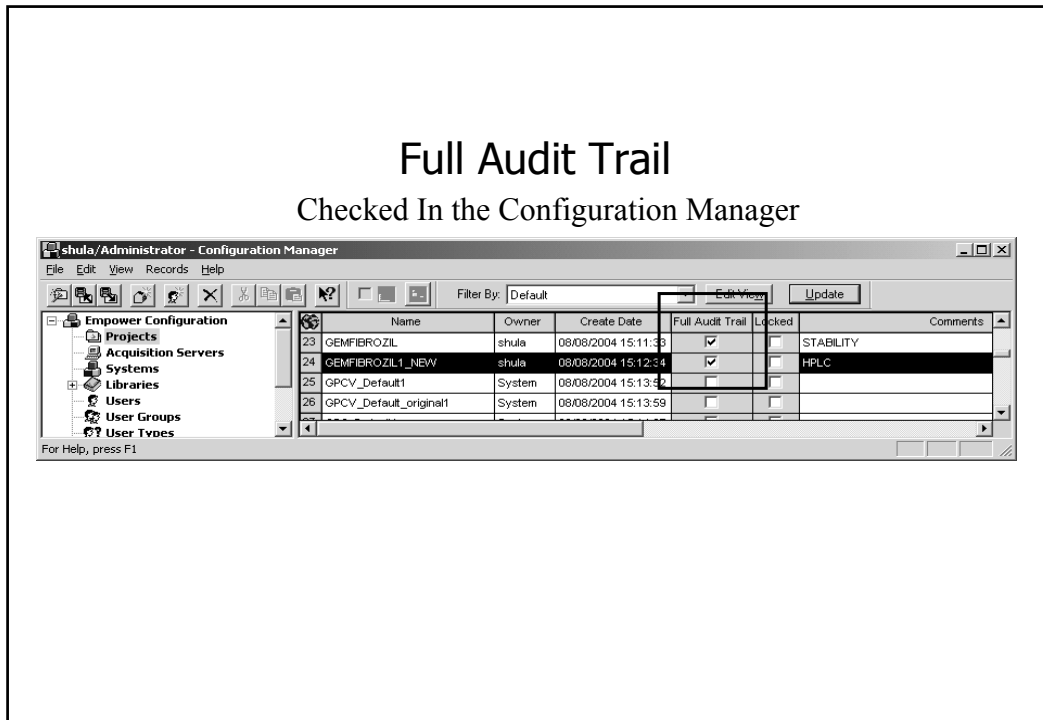 Full Audit Trail
Checked In the Configuration Manager
shula/Administrator - Configuration Manager
File Edit View Records Help
Filter By: Default Edit View Update
Empower Configuration
Projects
Acquisition Servers
Systems
Libraries
Users
User Groups
User Types
Name Owner Create Date Full Audit Trail Locked Comments
23 GEMFIBROZIL shula 08/08/2004 15:11:33 STABILITY
24 GEMFIBROZIL1_NEW shula 08/08/2004 15:12:34 HPLC
25 GPCV_Default1 System 08/08/2004 15:13:52
26 GPCV_Default_original1 System 08/08/2004 15:13:59
For Help, press F1